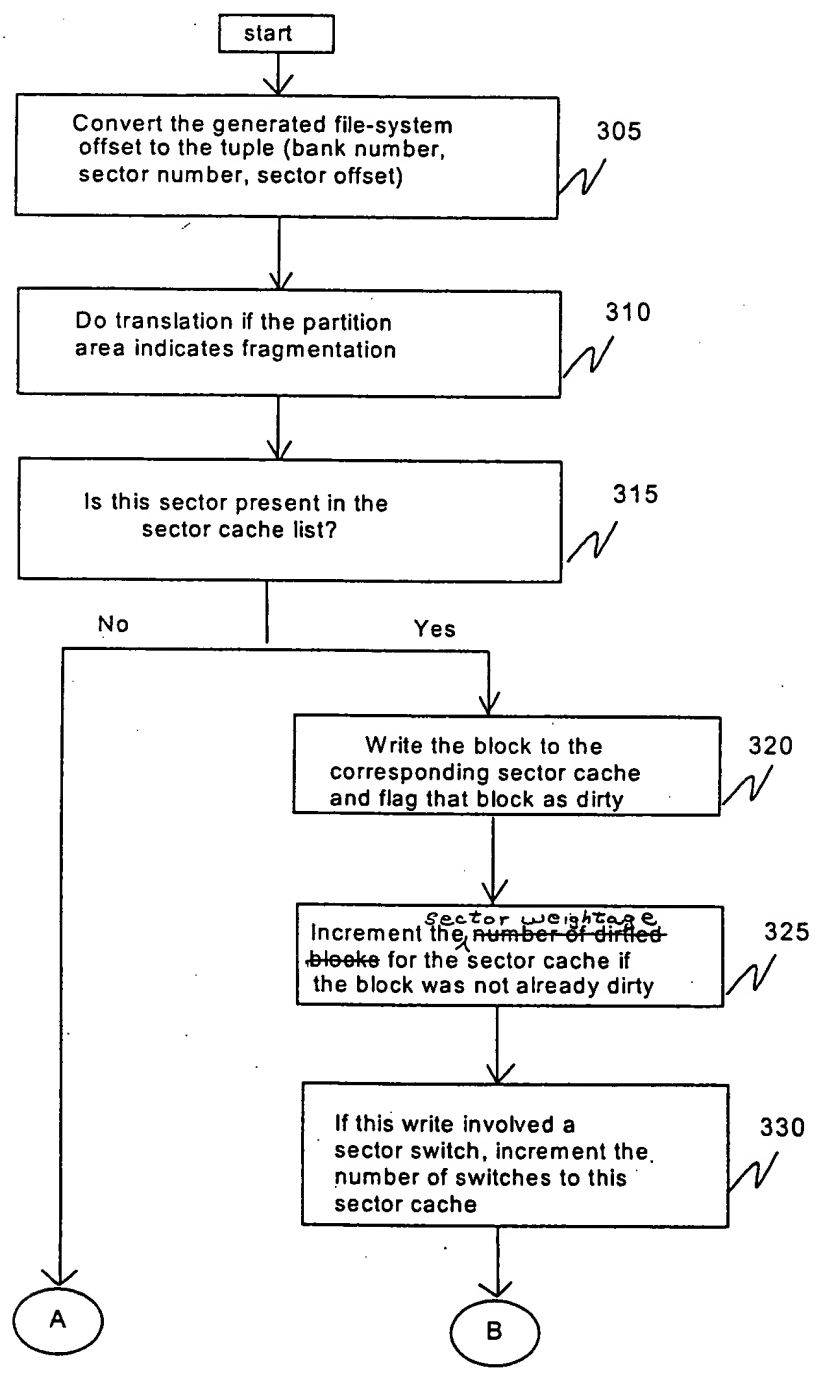 start
Convert the generated file-system
offset to the tuple (bank number,
sector number, sector offset)
305
Do translation if the partition
area indicates fragmentation
310
Is this sector present in the
sector cache list?
315
No
Yes
Write the block to the
corresponding sector cache
and flag that block as dirty
320
sector weightage
Increment the number of dirtied
blocks for the sector cache if
the block was not already dirty
325
If this write involved a
sector switch, increment the
number of switches to this
sector cache
330
A
B